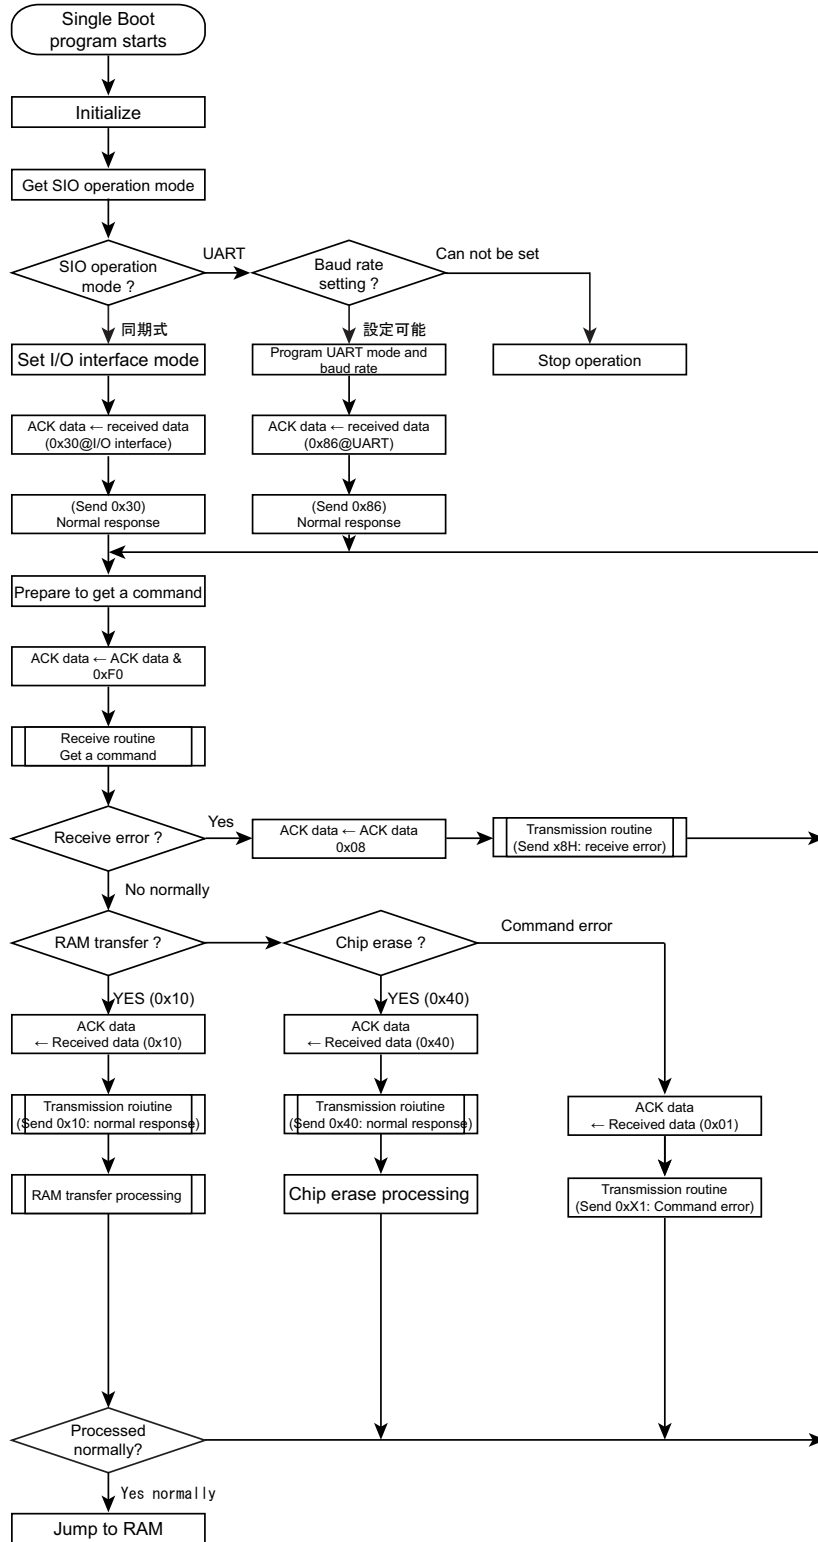 Single Boot
program starts
Initialize
Get SIO operation mode
SIO operation
mode ?
UART
Baud rate
setting ?
Can not be set
同期式
設定可能
Set I/O interface mode
Program UART mode and
baud rate
Stop operation
ACK data ← received data
(0x30@I/O interface)
ACK data ← received data
(0x86@UART)
(Send 0x30)
Normal response
(Send 0x86)
Normal response
Prepare to get a command
ACK data ← ACK data &
0xF0
Receive routine
Get a command
Receive error ?
Yes
ACK data ← ACK data
0x08
Transmission routine
(Send x8H: receive error)
No normally
RAM transfer ?
Chip erase ?
Command error
YES (0x10)
YES (0x40)
ACK data
← Received data (0x10)
ACK data
← Received data (0x40)
Transmission roiutine
(Send 0x10: normal response)
Transmission roiutine
(Send 0x40: normal response)
ACK data
← Received data (0x01)
RAM transfer processing
Chip erase processing
Transmission routine
(Send 0xX1: Command error)
Processed
normally?
Yes normally
Jump to RAM